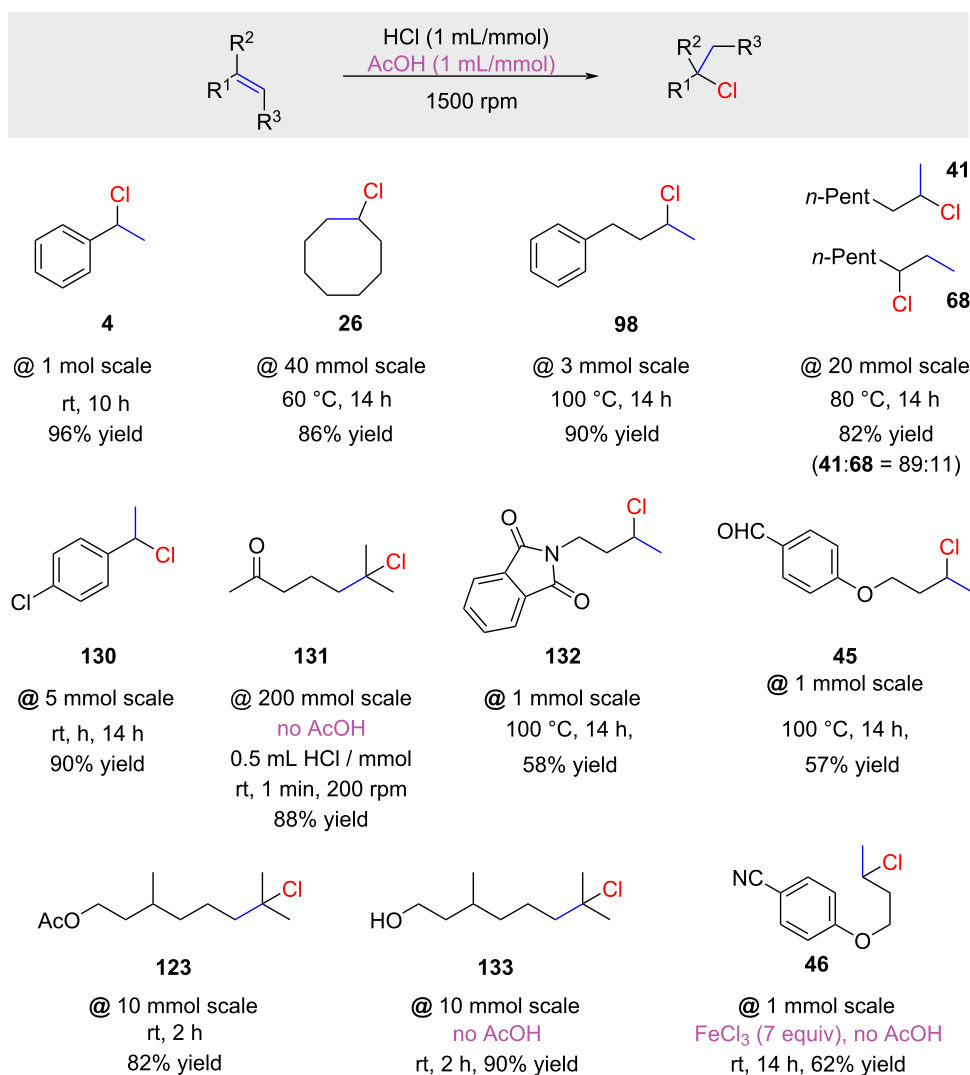 HCl (1 mL/mmol)
AcOH (1 mL/mmol)
1500 rpm
R² R¹ R³
R² R³ R¹ Cl
Cl
4
@ 1 mol scale
rt, 10 h
96% yield
Cl
26
@ 40 mmol scale
60 °C, 14 h
86% yield
Cl
98
@ 3 mmol scale
100 °C, 14 h
90% yield
41
n-Pent Cl
n-Pent
Cl
68
@ 20 mmol scale
80 °C, 14 h
82% yield
(41:68 = 89:11)
Cl
Cl
130
@ 5 mmol scale
rt, h, 14 h
90% yield
O Cl
131
@ 200 mmol scale
no AcOH
0.5 mL HCl / mmol
rt, 1 min, 200 rpm
88% yield
O N O Cl
132
@ 1 mmol scale
100 °C, 14 h,
58% yield
OHC O Cl
45
@ 1 mmol scale
100 °C, 14 h,
57% yield
AcO Cl
123
@ 10 mmol scale
rt, 2 h
82% yield
HO Cl
133
@ 10 mmol scale
no AcOH
rt, 2 h, 90% yield
NC O Cl
46
@ 1 mmol scale
FeCl₃ (7 equiv), no AcOH
rt, 14 h, 62% yield